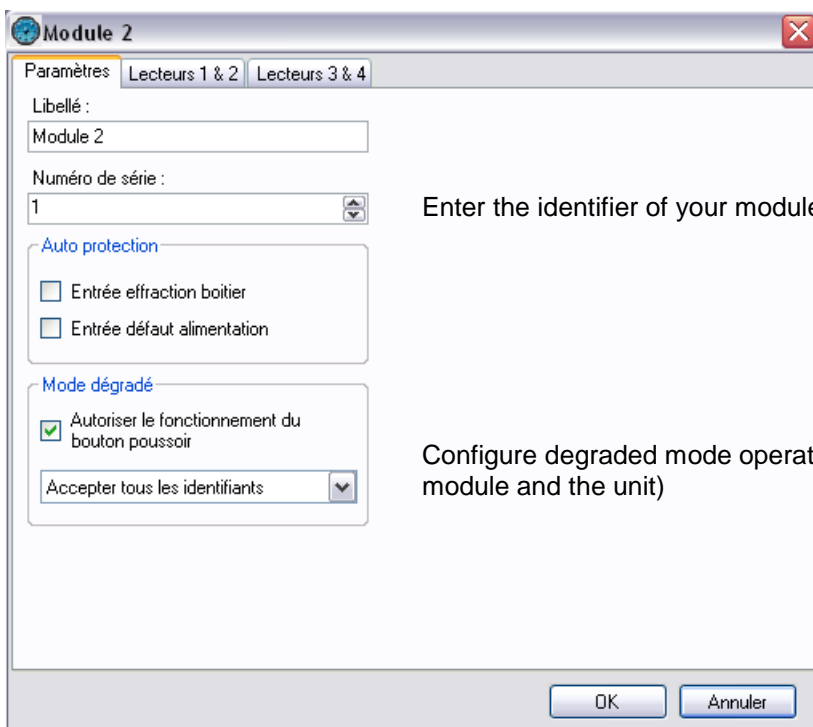 Module 2
Paramètres Lecteurs 1 & 2 Lecteurs 3 & 4
Libellé :
Module 2
Numéro de série :
1
Enter the identifier of your module
Auto protection
Entrée effraction boitier
Entrée défaut alimentation
Mode dégradé
Autoriser le fonctionnement du
bouton poussoir
Accepter tous les identifiants
Configure degraded mode operat
module and the unit)
OK Annuler